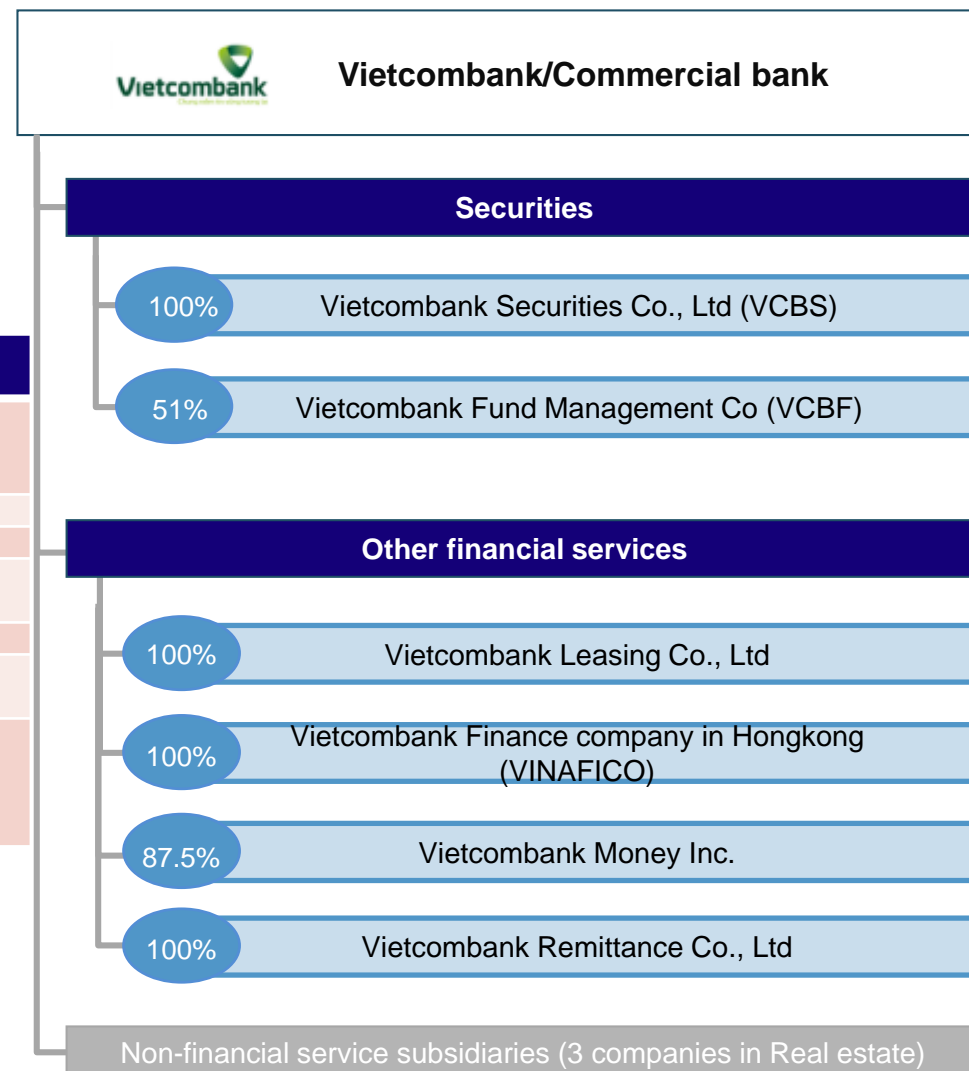 Vietcombank
Vietcombank/Commercial bank
Securities
100%
Vietcombank Securities Co., Ltd (VCBS)
51%
Vietcombank Fund Management Co (VCBF)
Other financial services
100%
Vietcombank Leasing Co., Ltd
100%
Vietcombank Finance company in Hongkong
(VINAFICO)
87.5%
Vietcombank Money Inc.
100%
Vietcombank Remittance Co., Ltd
Non-financial service subsidiaries (3 companies in Real estate)